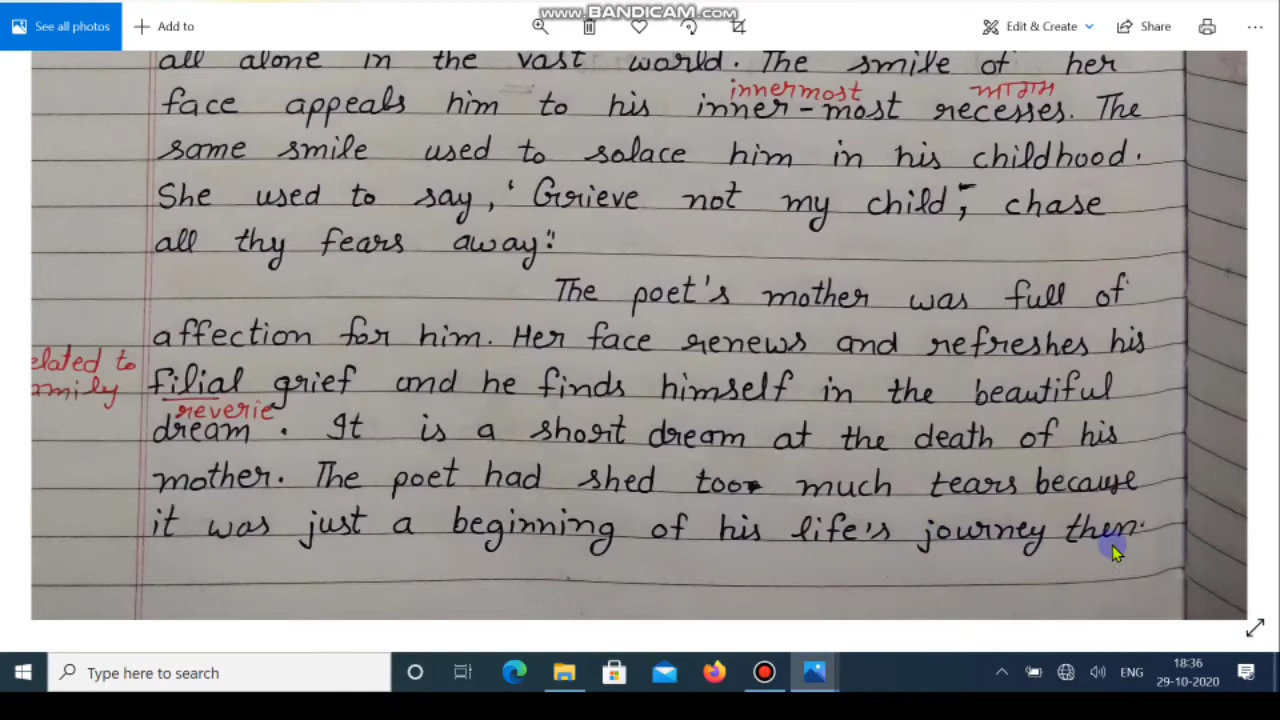 www.BANDICAM.com
See all photos
Add to
Edit & Create
Share
all alone in the vast world. The smile of her
innermost
face appeals him to his inner-most recesses. The
same smile used to solace him in his childhood.
She used to say, 'Grieve not my child, chase
all thy fears away:'
The poet's mother was full of
affection for him. Her face renews and refreshes his
elated to
amily
filial grief and he finds himself in the beautiful
reverie
dream. It is a short dream at the death of his
mother. The poet had shed too much tears because
it was just a beginning of his life's journey then.
Type here to search
ENG
18:36
29-10-2020